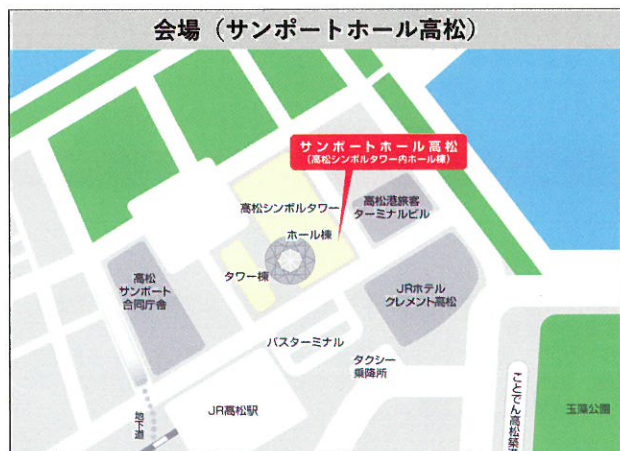 会場（サンポートホール高松）
サンポートホール高松
（高松シンボルタワー内ホール棟）
高松シンボルタワー
ホール棟
高松港旅客
ターミナルビル
タワー棟
高松
サンポート
合同庁舎
JRホテル
クレメント高松
バスターミナル
タクシー
乗降所
地下道
JR高松駅
ことでん高松築港
玉藻公園